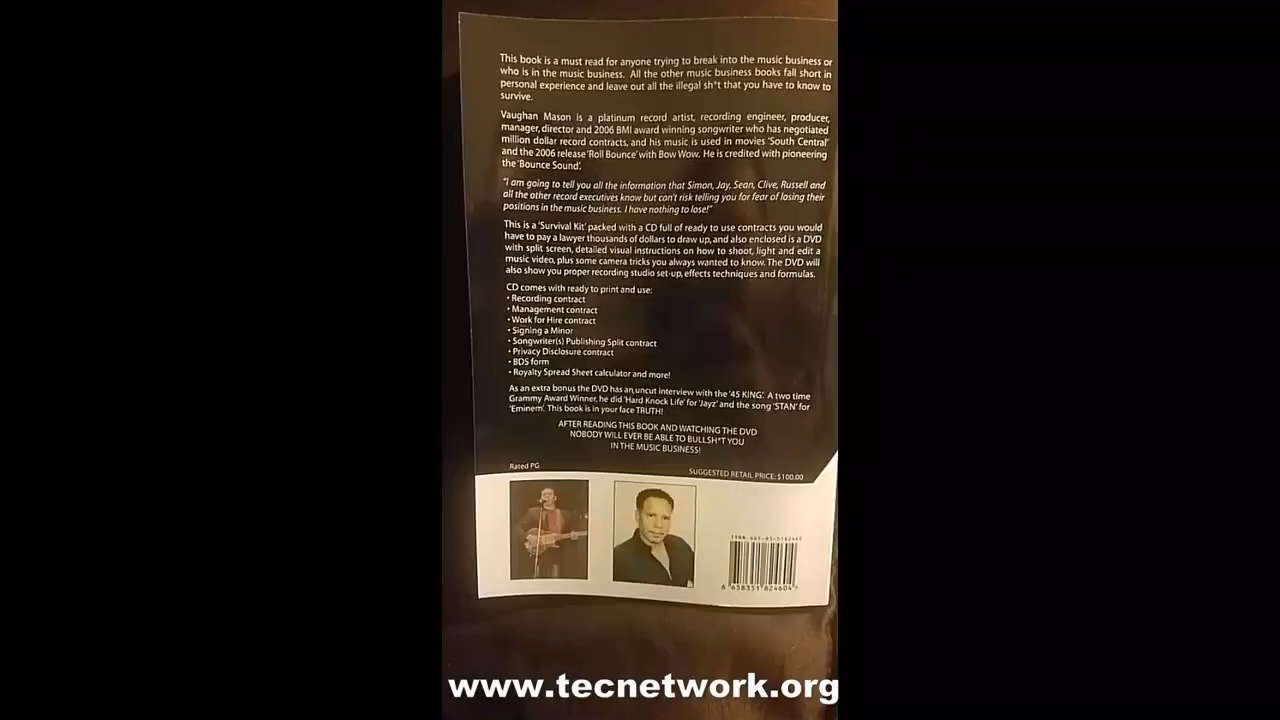 This book is a must read for anyone trying to break into the music business or
who is in the music business. All the other music business books fall short in
personal experience and leave out all the illegal sh*t that you have to know to
survive.
Vaughan Mason is a platinum record artist, recording engineer, producer,
manager, director and 2006 BMI award winning songwriter who has negotiated
million dollar record contracts, and his music is used in movies 'South Central'
and the 2006 release 'Roll Bounce' with Bow Wow. He is credited with pioneering
the 'Bounce Sound'.
"I am going to tell you all the information that Simon, Jay, Sean, Clive, Russell and
all the other record executives know but can't risk telling you for fear of losing their
positions in the music business. I have nothing to lose!"
This is a 'Survival Kit' packed with a CD full of ready to use contracts you would
have to pay a lawyer thousands of dollars to draw up, and also enclosed is a DVD
with split screen, detailed visual instructions on how to shoot, light and edit a
music video, plus some camera tricks you always wanted to know. The DVD will
also show you proper recording studio set-up, effects techniques and formulas.
CD comes with ready to print and use:
• Recording contract
• Management contract
• Work for Hire contract
• Signing a Minor
• Songwriter(s) Publishing Split contract
• Privacy Disclosure contract
• BDS form
• Royalty Spread Sheet calculator and more!
As an extra bonus the DVD has an uncut interview with the '45 KING'. A two time
Grammy Award Winner, he did 'Hard Knock Life' for 'Jayz' and the song 'STAN' for
'Eminem'. This book is in your face TRUTH!
AFTER READING THIS BOOK AND WATCHING THE DVD
NOBODY WILL EVER BE ABLE TO BULLSH*T YOU
IN THE MUSIC BUSINESS!
Rated PG
SUGGESTED RETAIL PRICE: $100.00
ISBN
6 658351 824604
www.tecnetwork.org